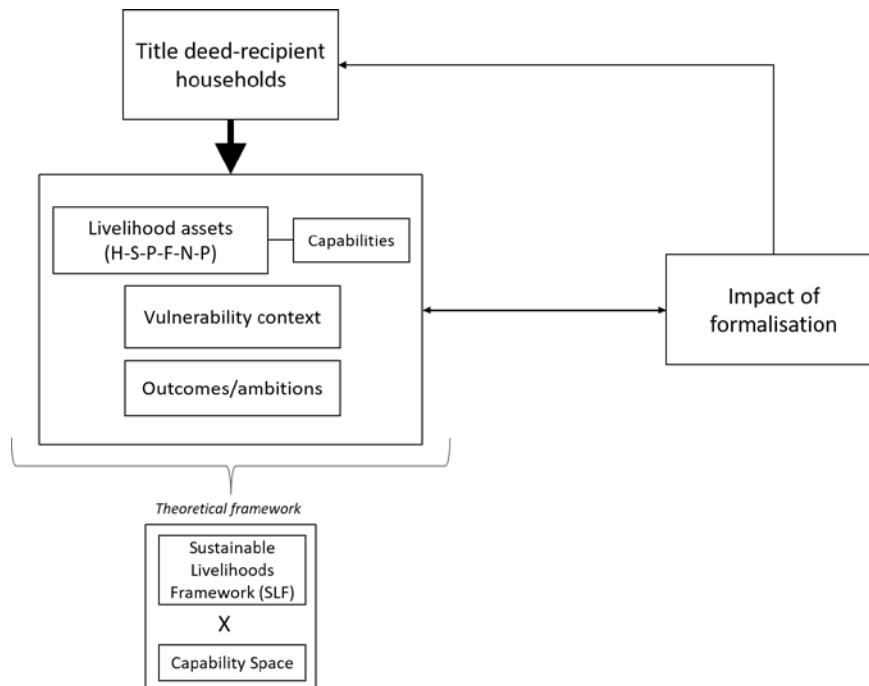 Title deed-recipient
households
Livelihood assets
(H-S-P-F-N-P)
Capabilities
Vulnerability context
Outcomes/ambitions
Impact of
formalisation
Theoretical framework
Sustainable
Livelihoods
Framework (SLF)
X
Capability Space